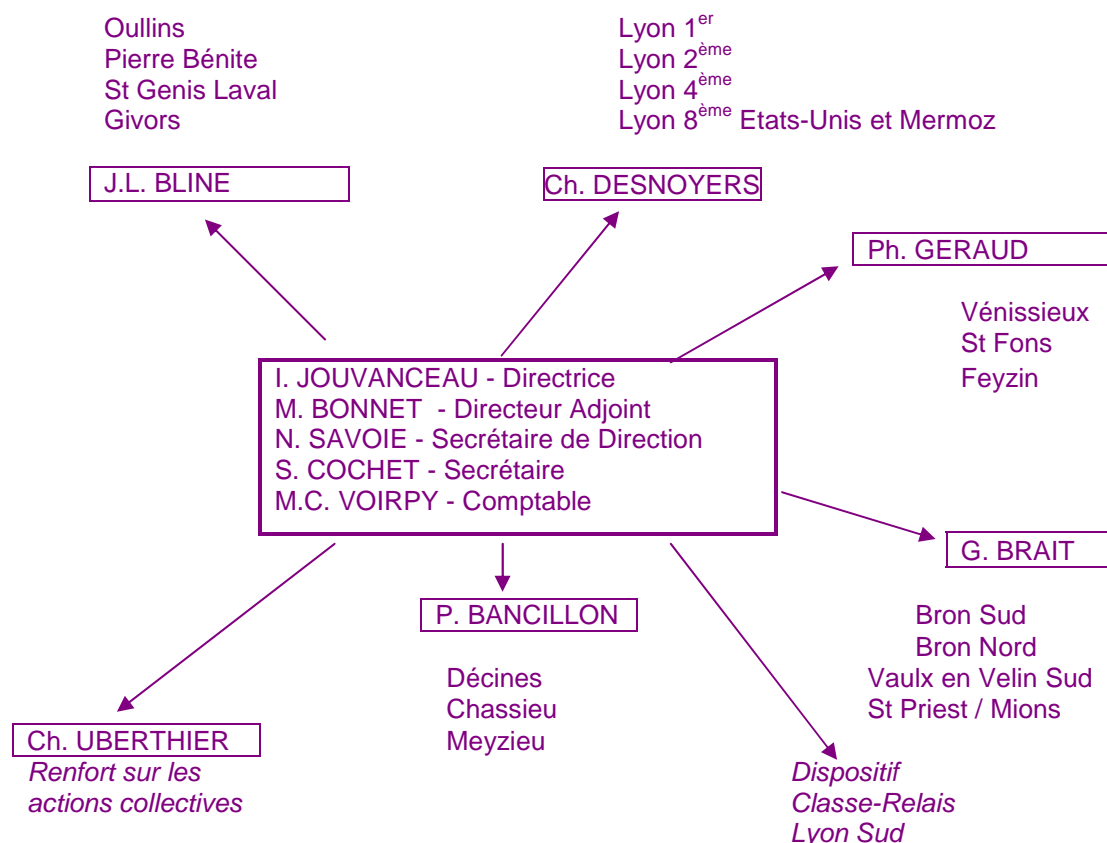 Oullins
Pierre Bénite
St Genis Laval
Givors
Lyon 1er
Lyon 2ème
Lyon 4ème
Lyon 8ème Etats-Unis et Mermoz
J.L. BLINE
Ch. DESNOYERS
Ph. GERAUD
Vénissieux
St Fons
Feyzin
I. JOUVANCEAU - Directrice
M. BONNET - Directeur Adjoint
N. SAVOIE - Secrétaire de Direction
S. COCHET - Secrétaire
M.C. VOIRPY - Comptable
G. BRAIT
Bron Sud
Bron Nord
Vaulx en Velin Sud
St Priest / Mions
P. BANCILLON
Décines
Chassieu
Meyzieu
Ch. UBERTHIER
Renfort sur les
actions collectives
Dispositif
Classe-Relais
Lyon Sud